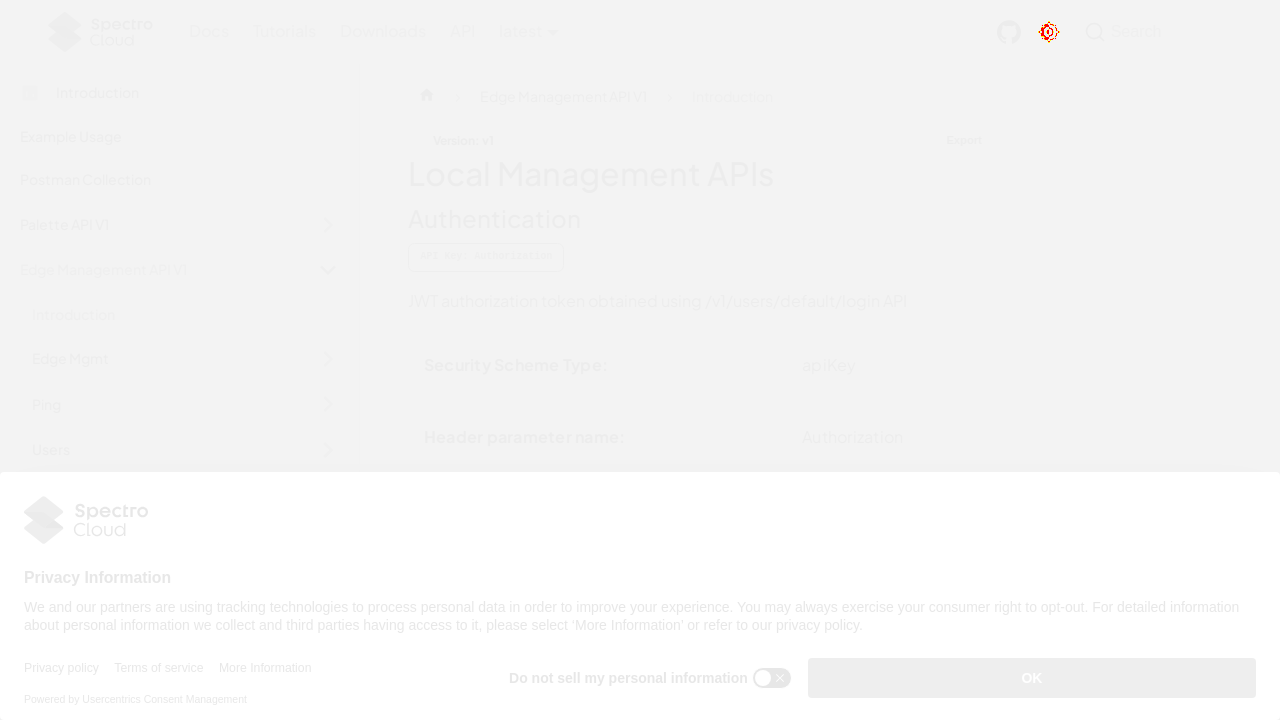 Spectro Cloud
Docs Tutorials Downloads API latest Search
Introduction
Example Usage
Postman Collection
Palette API V1
Edge Management API V1
Introduction
Edge Mgmt
Ping
Users
Edge Management API V1
Introduction
Version: v1
Export
Local Management APIs
Authentication
API Key: Authorization
JWT authorization token obtained using /v1/users/default/login API
Security Scheme Type: apiKey
Header parameter name: Authorization
Spectro
Cloud
Privacy Information
We and our partners are using tracking technologies to process personal data in order to improve your experience. You may always exercise your consumer right to opt-out. For detailed information
about personal information we collect and third parties having access to it, please select ‘More Information’ or refer to our privacy policy.
Privacy policy Terms of service More Information
Do not sell my personal information
OK
Powered by Usercentrics Consent Management